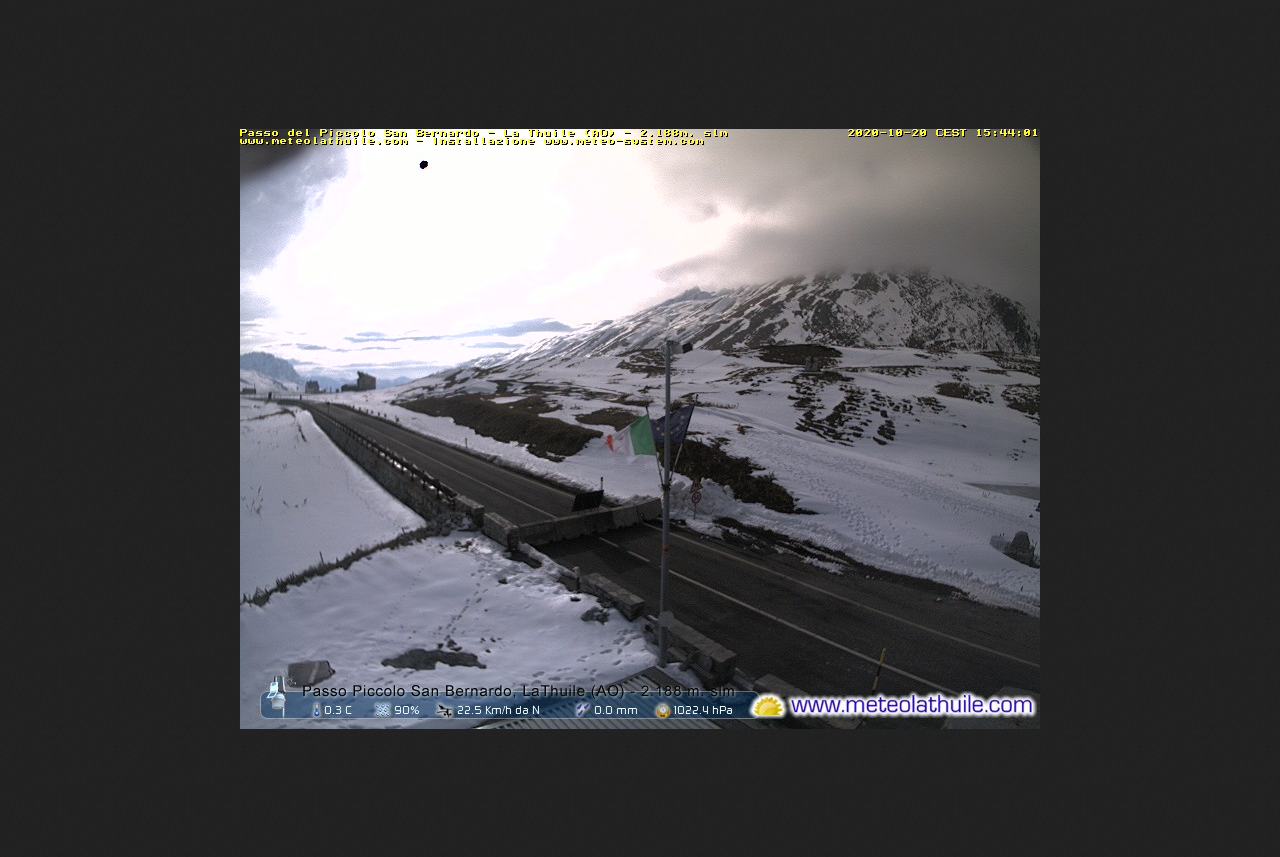 Passo del Piccolo San Bernardo - La Thuile (AO) - 2.188m. slm
2020-10-20 CEST 15:44:01
www.meteolathuile.com - Installazione www.meteo-system.com
Passo Piccolo San Bernardo, LaThuile (AO) - 2.188 m. slm
0.3 C 90% 22.5 Km/h da N 0.0 mm 1022.4 hPa
www.meteolathuile.com